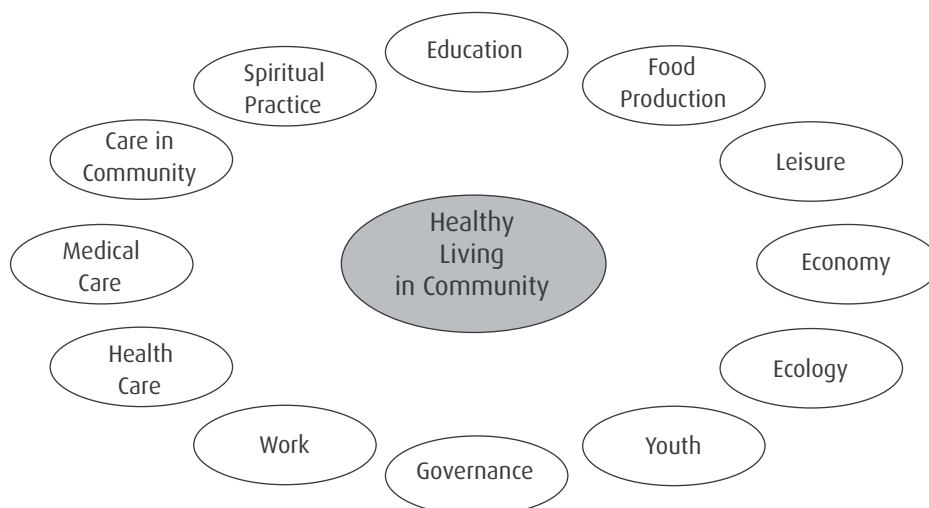 Education
Spiritual
Practice
Food
Production
Care in
Community
Leisure
Healthy
Living
in Community
Medical
Care
Economy
Health
Care
Ecology
Work
Youth
Governance